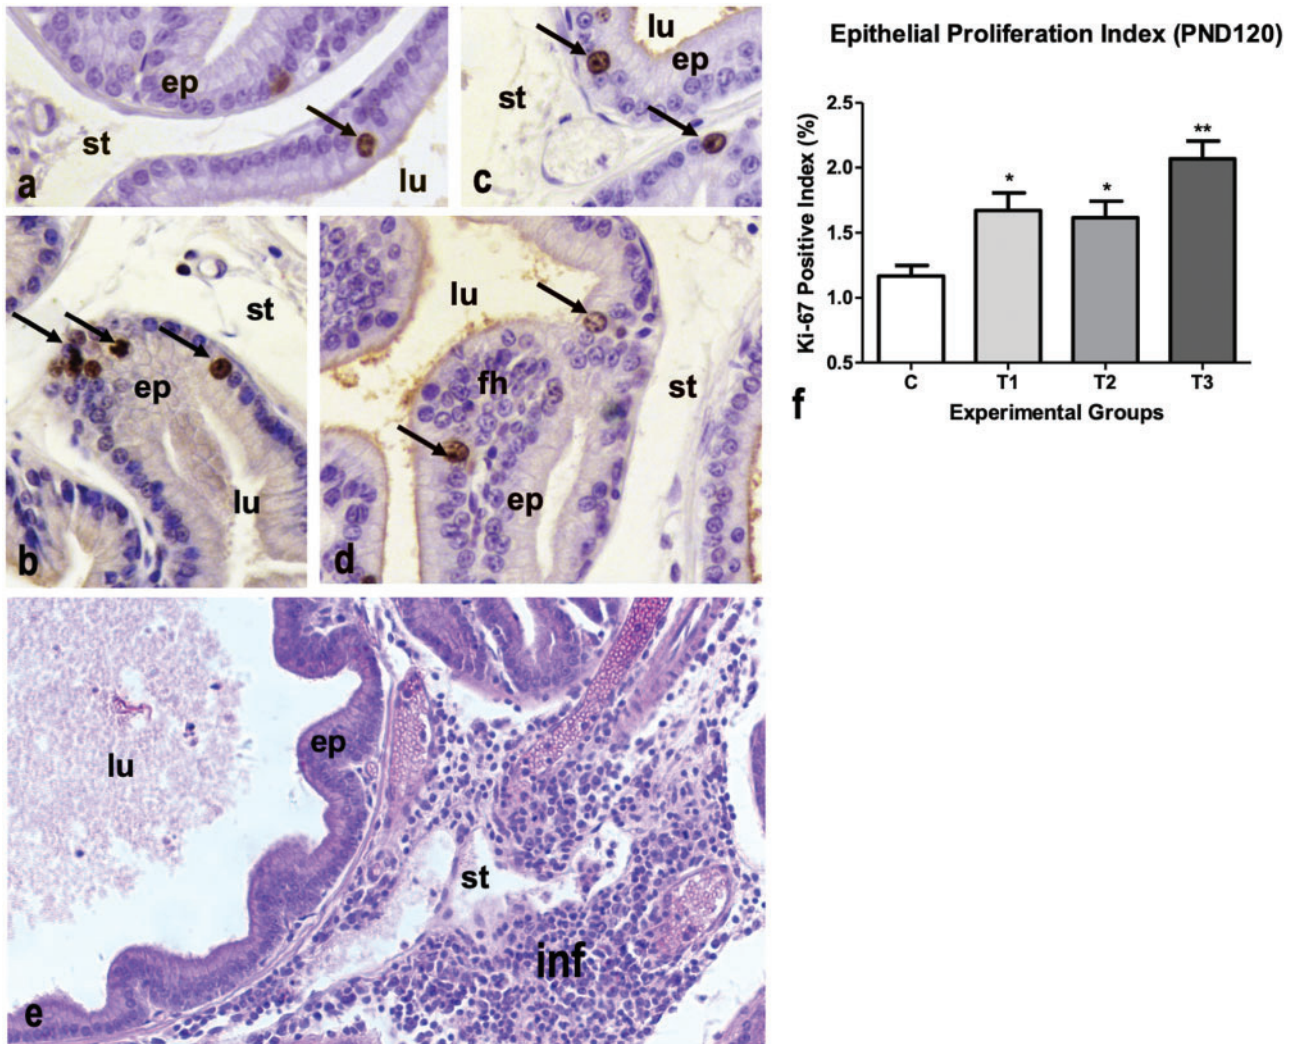 ep
st
lu
a
lu
ep
st
c
st
ep
lu
b
lu
fh
st
ep
d
lu
ep
st
inf
e
Epithelial Proliferation Index (PND120)
Ki-67 Positive Index (%)
2.5
2.0
1.5
1.0
0.5
*
*
**
C T1 T2 T3
Experimental Groups
f